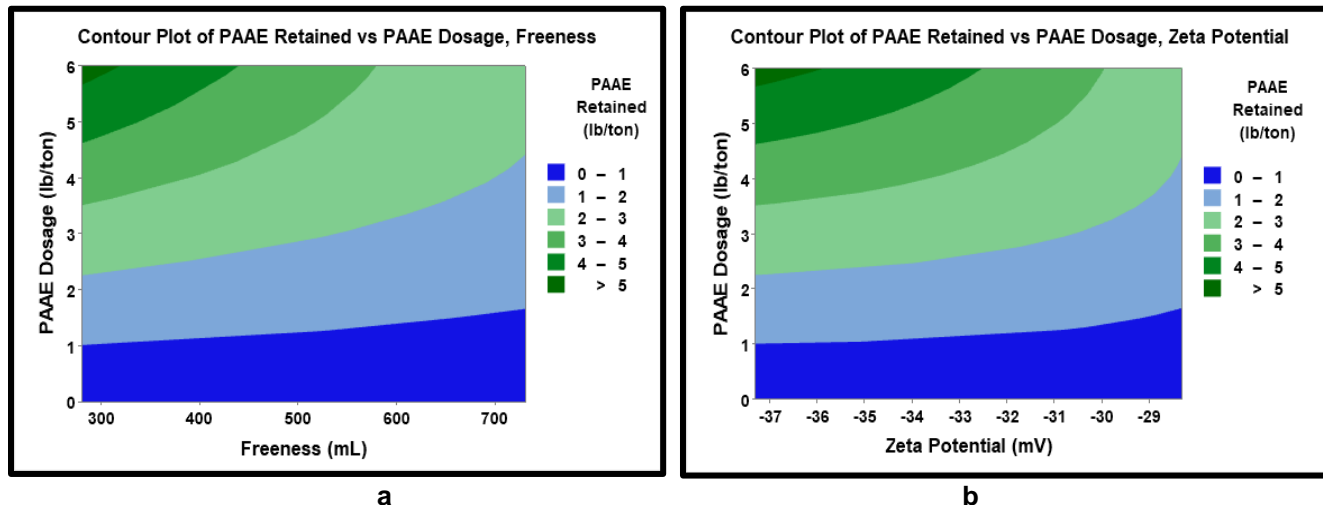 Contour Plot of PAAE Retained vs PAAE Dosage, Freeness
PAAE Dosage (lb/ton)
6
5
4
3
2
1
0
300 400 500 600 700
Freeness (mL)
PAAE
Retained
(lb/ton)
0 – 1
1 – 2
2 – 3
3 – 4
4 – 5
> 5
a
Contour Plot of PAAE Retained vs PAAE Dosage, Zeta Potential
PAAE Dosage (lb/ton)
6
5
4
3
2
1
0
-37 -36 -35 -34 -33 -32 -31 -30 -29
Zeta Potential (mV)
PAAE
Retained
(lb/ton)
0 – 1
1 – 2
2 – 3
3 – 4
4 – 5
> 5
b